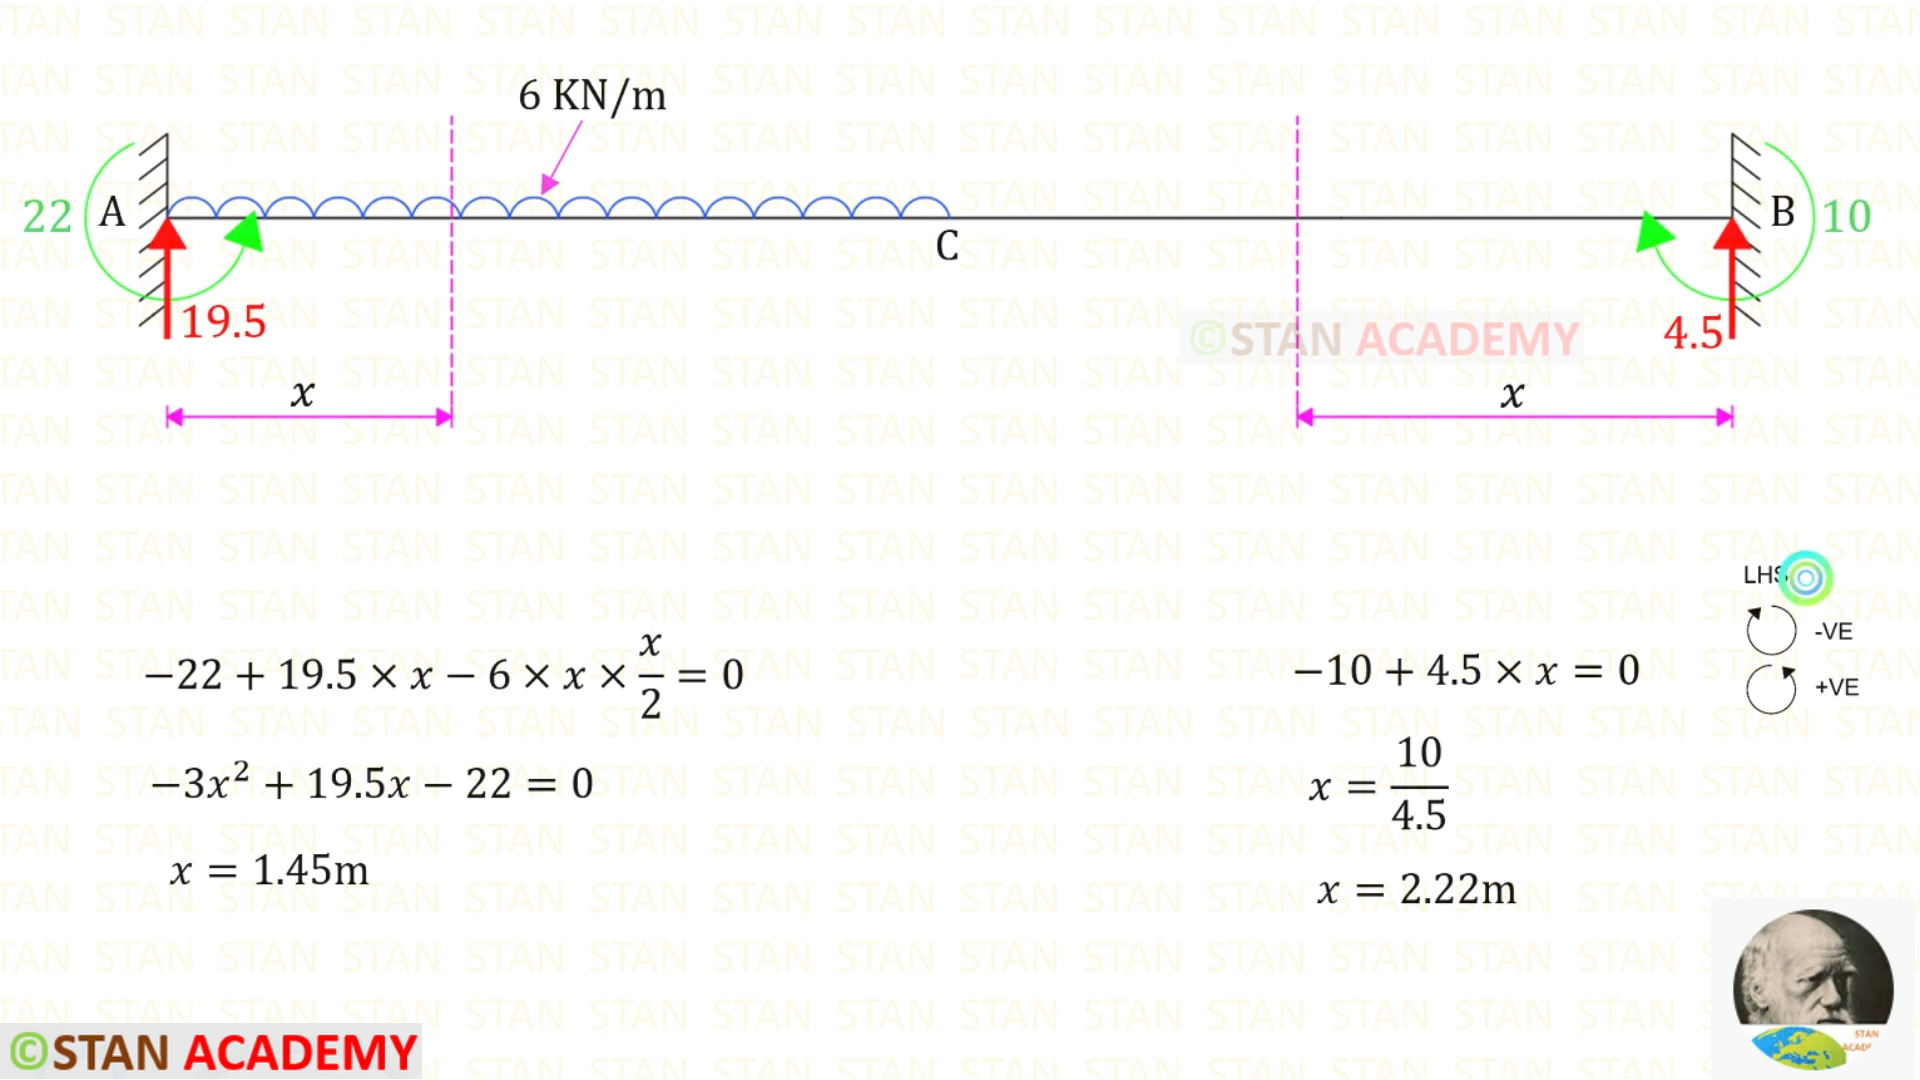 6 KN/m
22
A
B
10
C
19.5
4.5
©STAN ACADEMY
x
x
LHS
-VE
+VE
−22 + 19.5 × x − 6 × x × x/2 = 0
−3x² + 19.5x − 22 = 0
x = 1.45m
−10 + 4.5 × x = 0
x = 10/4.5
x = 2.22m
©STAN ACADEMY
STAN